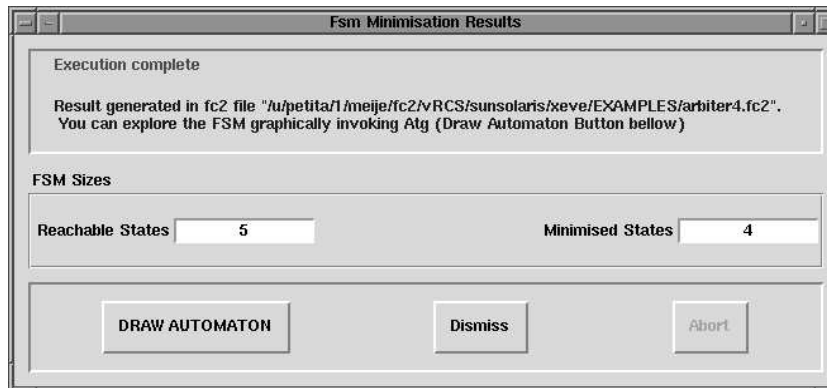 Fsm Minimisation Results
Execution complete
Result generated in fc2 file "/u/petita/1/meije/fc2/vRCS/sunsolaris/xeve/EXAMPLES/arbiter4.fc2".
You can explore the FSM graphically invoking Atg (Draw Automaton Button bellow)
FSM Sizes
Reachable States 5 Minimised States 4
DRAW AUTOMATON Dismiss Abort